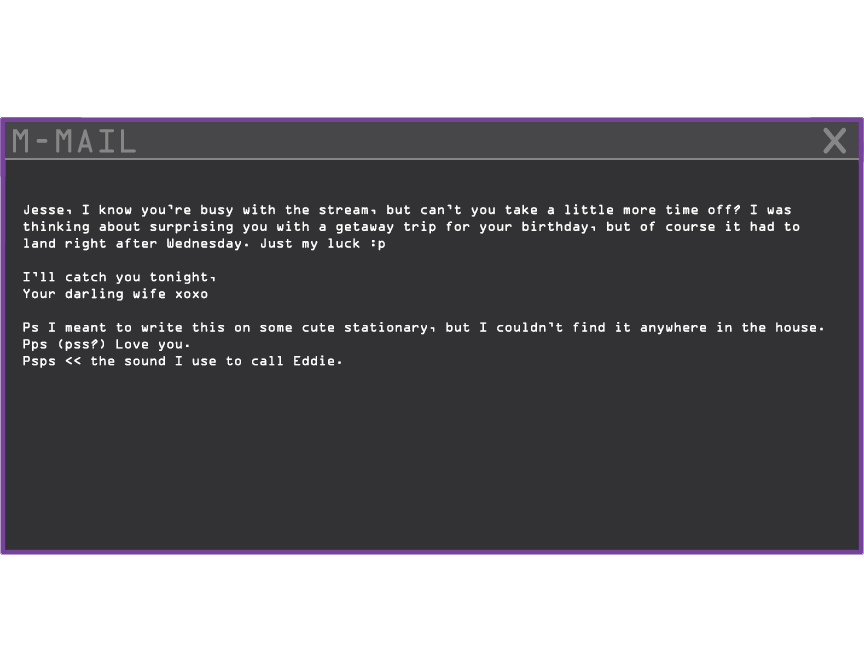 M-MAIL X
Jesse, I know you're busy with the stream, but can't you take a little more time off? I was
thinking about surprising you with a getaway trip for your birthday, but of course it had to
land right after Wednesday. Just my luck :p
I'll catch you tonight,
Your darling wife xoxo
Ps I meant to write this on some cute stationary, but I couldn't find it anywhere in the house.
Pps (pss?) Love you.
Psps << the sound I use to call Eddie.